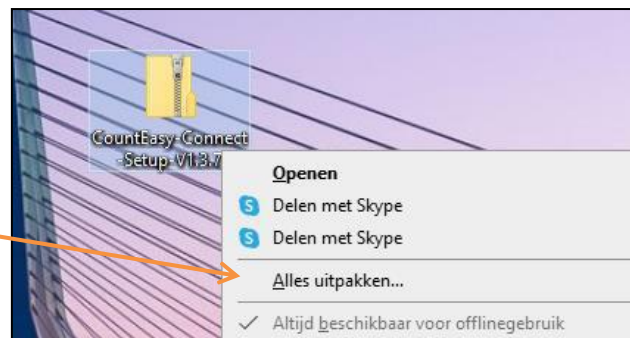 CountEasy-Connect
-Setup-V1.3.7
Openen
Delen met Skype
Delen met Skype
Alles uitpakken...
Altijd beschikbaar voor offlinegebruik